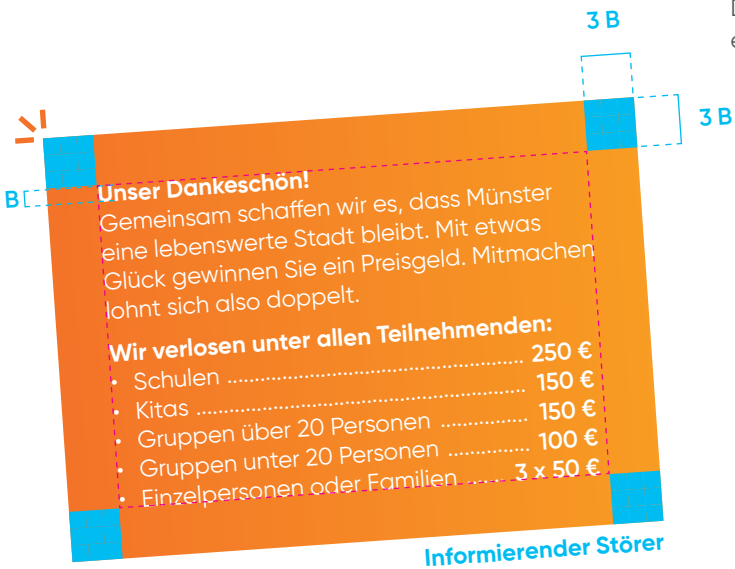 3 B
3 B
B
Unser Dankeschön!
Gemeinsam schaffen wir es, dass Münster
eine lebenswerte Stadt bleibt. Mit etwas
Glück gewinnen Sie ein Preisgeld. Mitmachen
lohnt sich also doppelt.
Wir verlosen unter allen Teilnehmenden:
• Schulen ........................................................ 250 €
• Kitas .............................................................. 150 €
• Gruppen über 20 Personen ................ 150 €
• Gruppen unter 20 Personen ............... 100 €
• Einzelpersonen oder Familien ...... 3 x 50 €
Informierender Störer